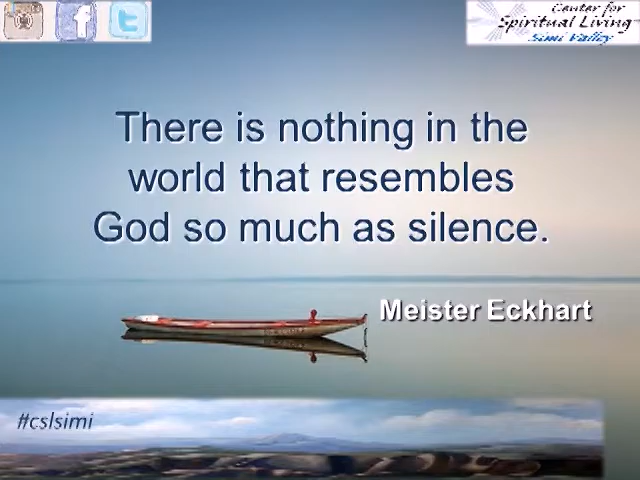 Center for
Spiritual Living
Simi Valley
There is nothing in the
world that resembles
God so much as silence.
Meister Eckhart
#cslsimi